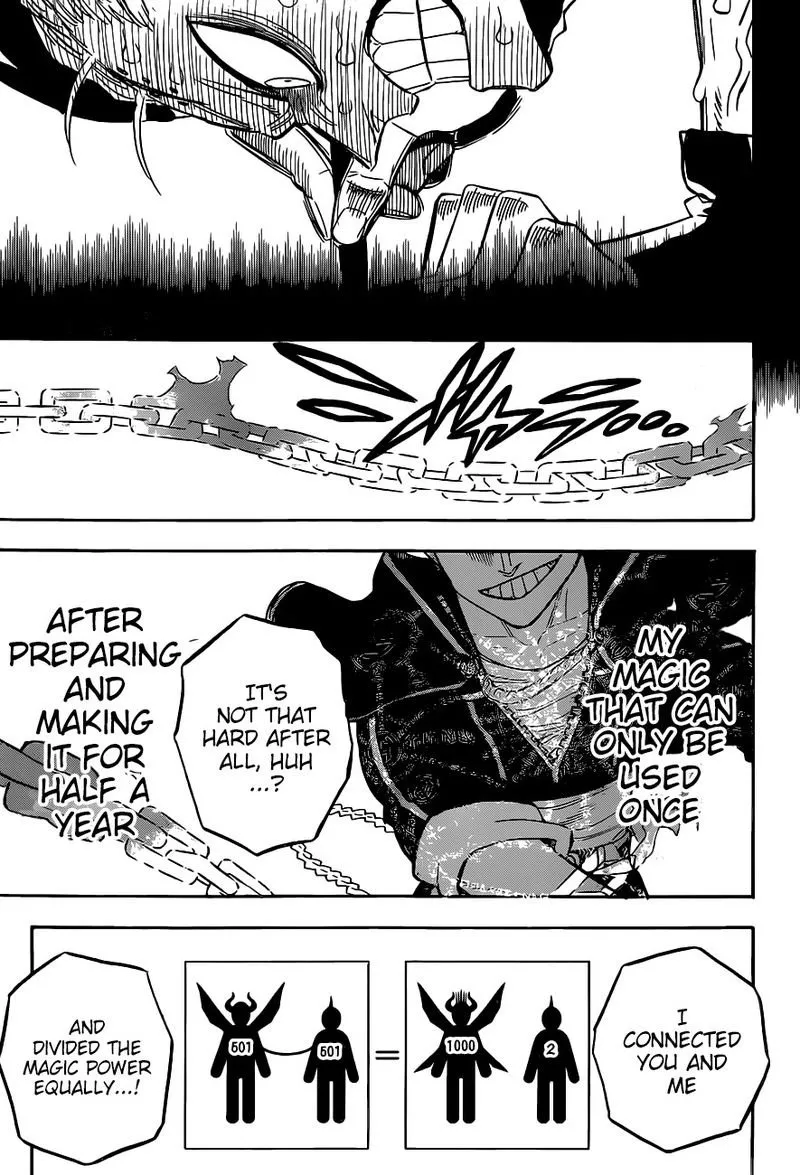 MY
MAGIC
THAT CAN
ONLY BE
USED
ONCE
IT'S
NOT THAT
HARD AFTER
ALL, HUH
...?
AFTER
PREPARING
AND
MAKING
IT FOR
HALF A
YEAR
I
CONNECTED
YOU AND
ME
1000
2
=
501
501
AND
DIVIDED THE
MAGIC POWER
EQUALLY...!